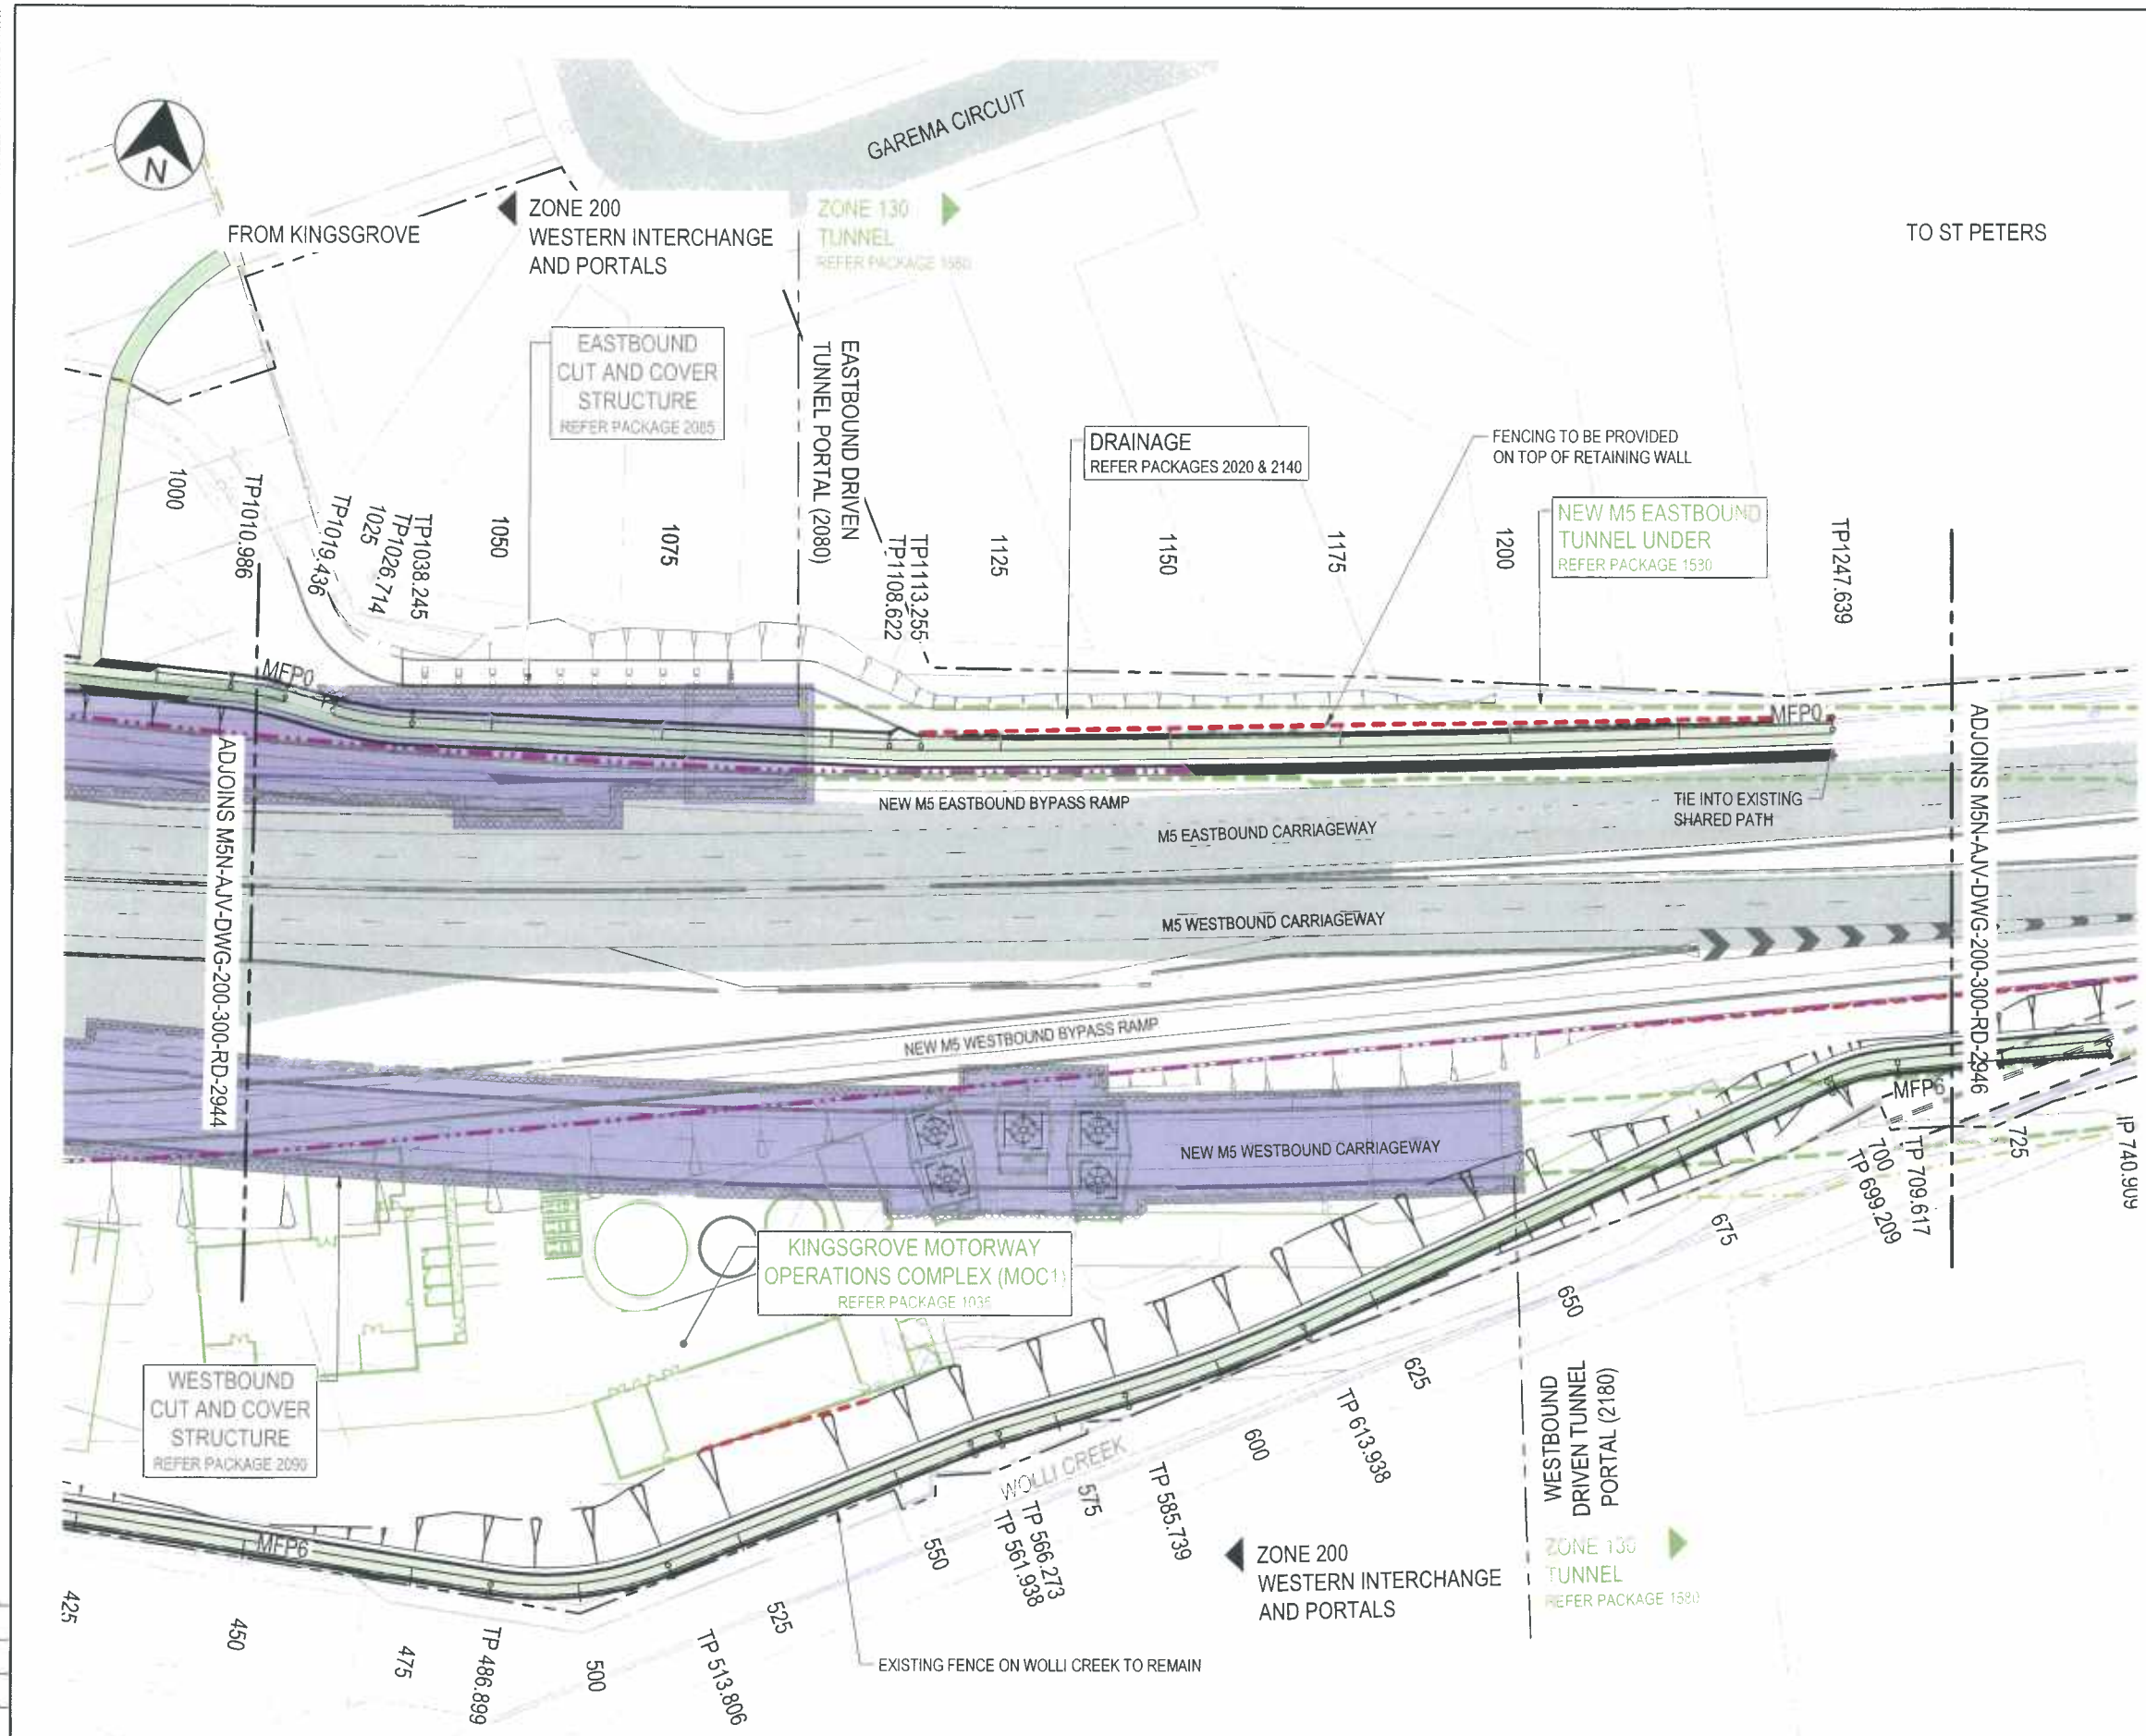 GAREMA CIRCUIT
N
ZONE 200
WESTERN INTERCHANGE
AND PORTALS
ZONE 130
TUNNEL
FROM KINGSGROVE
TO ST PETERS
EASTBOUND
CUT AND COVER
STRUCTURE
REFER PACKAGE 2085
EASTBOUND DRIVEN
TUNNEL PORTAL (2080)
DRAINAGE
REFER PACKAGES 2020 & 2140
FENCING TO BE PROVIDED
ON TOP OF RETAINING WALL
NEW M5 EASTBOUND
TUNNEL UNDER
REFER PACKAGE 1530
1000
TP1010.986
TP1019.436
1025
TP1026.714
TP1038.245
1050
1075
TP1108.622
TP1113.255
1125
1150
1175
1200
TP1247.639
MFP0
MFP0
ADJOINS M5N-AJV-DWG-200-300-RD-2944
ADJOINS M5N-AJV-DWG-200-300-RD-2946
NEW M5 EASTBOUND BYPASS RAMP
TIE INTO EXISTING
SHARED PATH
M5 EASTBOUND CARRIAGEWAY
M5 WESTBOUND CARRIAGEWAY
NEW M5 WESTBOUND BYPASS RAMP
NEW M5 WESTBOUND CARRIAGEWAY
MFP6
KINGSGROVE MOTORWAY
OPERATIONS COMPLEX (MOC1)
WESTBOUND
CUT AND COVER
STRUCTURE
REFER PACKAGE 2090
MFP6
WOLLI CREEK
425
450
475
TP 486.899
500
TP 513.806
525
550
TP 561.938
TP 566.273
575
TP 585.739
600
TP 613.938
625
650
675
TP 699.209
700
TP 709.617
725
IP 740.909
WESTBOUND
DRIVEN TUNNEL
PORTAL (2180)
ZONE 200
WESTERN INTERCHANGE
AND PORTALS
ZONE 130
TUNNEL
EXISTING FENCE ON WOLLI CREEK TO REMAIN